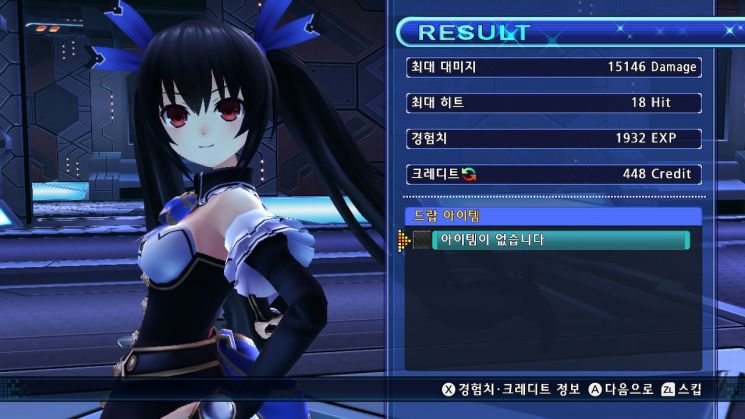 RESULT
최대 대미지 15146 Damage
최대 히트 18 Hit
경험치 1932 EXP
크레디트 448 Credit
드랍 아이템
아이템이 없습니다
X 경험치·크레디트 정보 A 다음으로 ZL 스킵